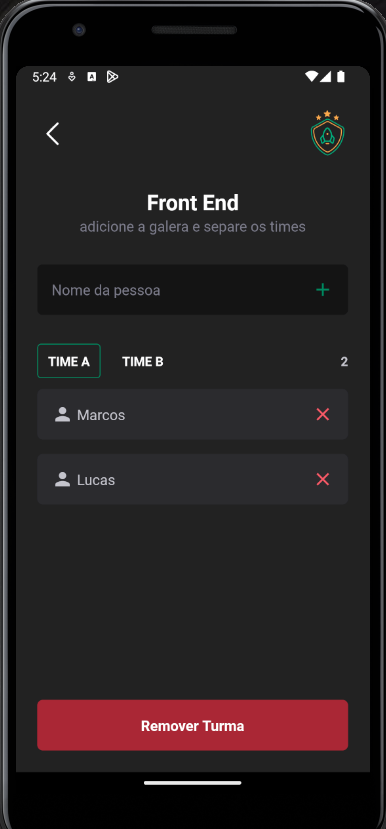 5:24
Front End
adicione a galera e separe os times
Nome da pessoa
TIME A TIME B 2
Marcos
Lucas
Remover Turma